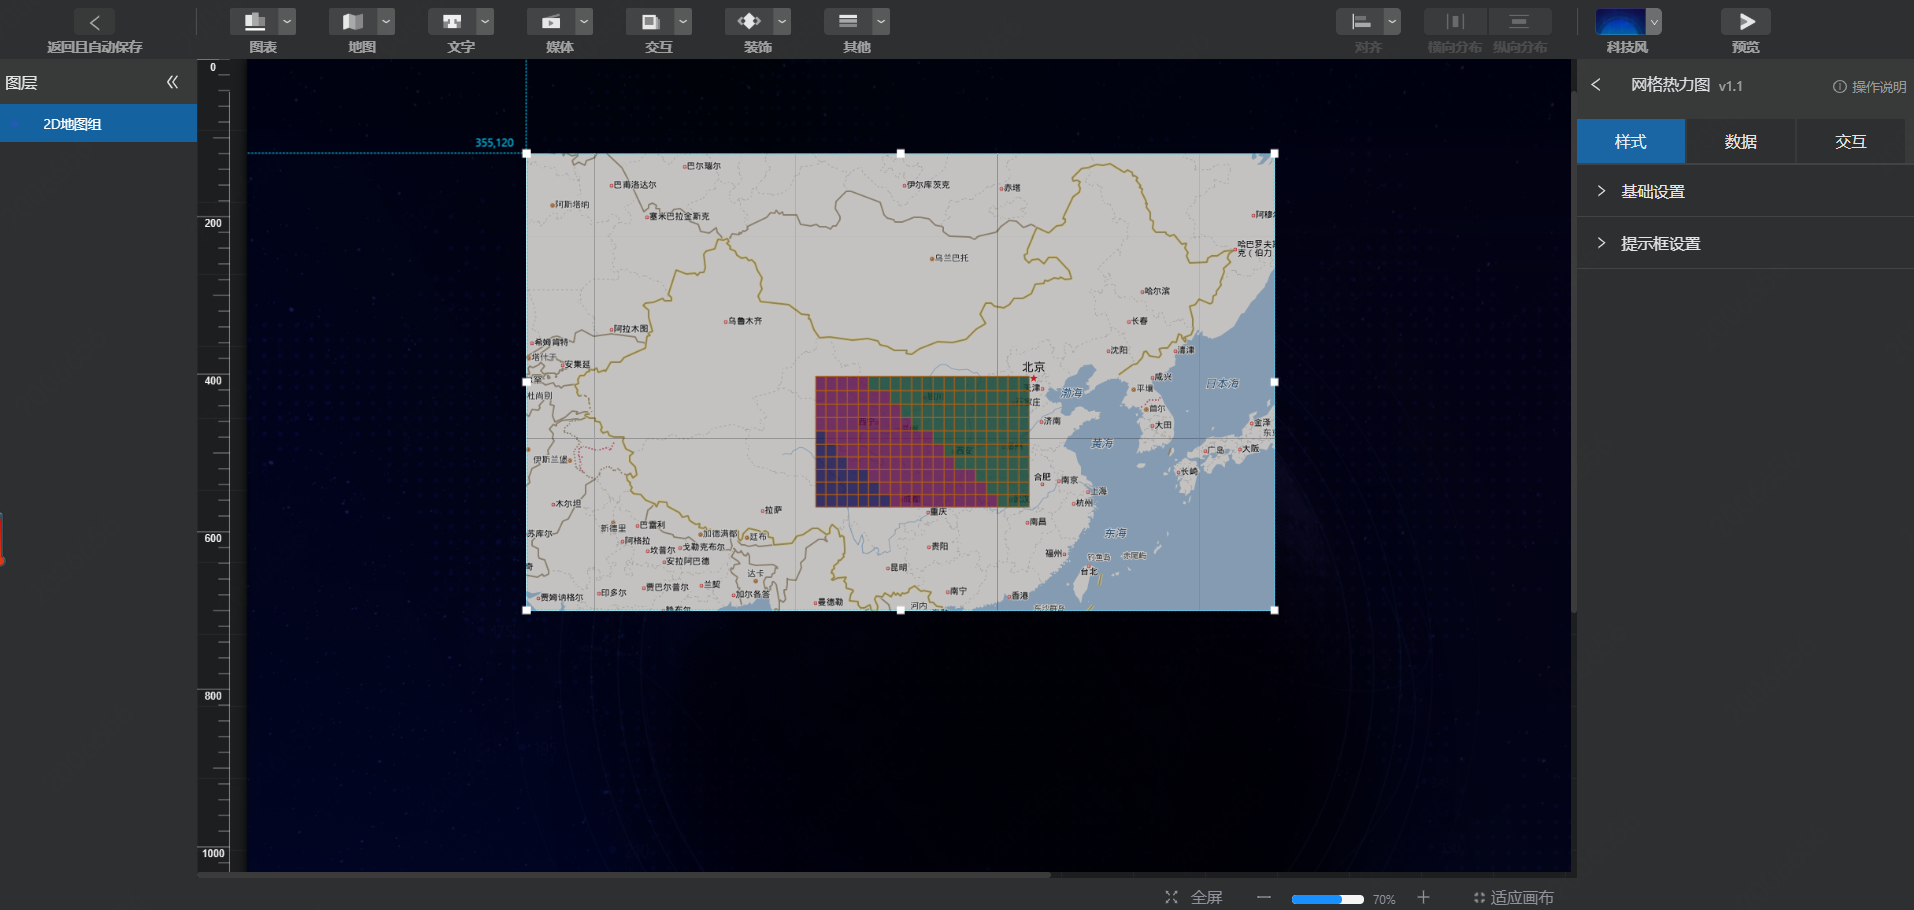 返回且自动保存
图表
地图
文字
媒体
交互
装饰
其他
对齐
横向分布
纵向分布
科技风
预览
图层
2D地图组
0
200
400
600
800
1000
355,120
巴尔瑙尔
巴甫洛达尔
伊尔库茨克
赤塔
阿斯塔纳
塞米巴拉金斯克
阿穆
哈巴罗夫
克（伯力
乌兰巴托
哈尔滨
乌鲁木齐
长春
阿拉木图
希姆肯特
塔什干
安集延
沈阳
清津
北京
咸兴
平壤
日本海
渤海
杜尚别
首尔
大田
济南
金泽
黄海
广岛
大阪
伊斯兰堡
长崎
合肥
南京
上海
杭州
木尔坦
拉萨
重庆
南昌
新德里
巴雷利
苏库尔
阿格拉
加德满都
廷布
东海
坎普尔
戈勒克布尔
贵阳
福州
钓鱼岛
赤尾屿
安拉阿巴德
昆明
台北
达卡
贾巴尔普尔
兰契
印多尔
加尔各答
贾姆讷格尔
曼德勒
南宁
香港
河内
东沙群岛
网格热力图 v1.1
操作说明
样式
数据
交互
基础设置
提示框设置
全屏
70%
适应画布